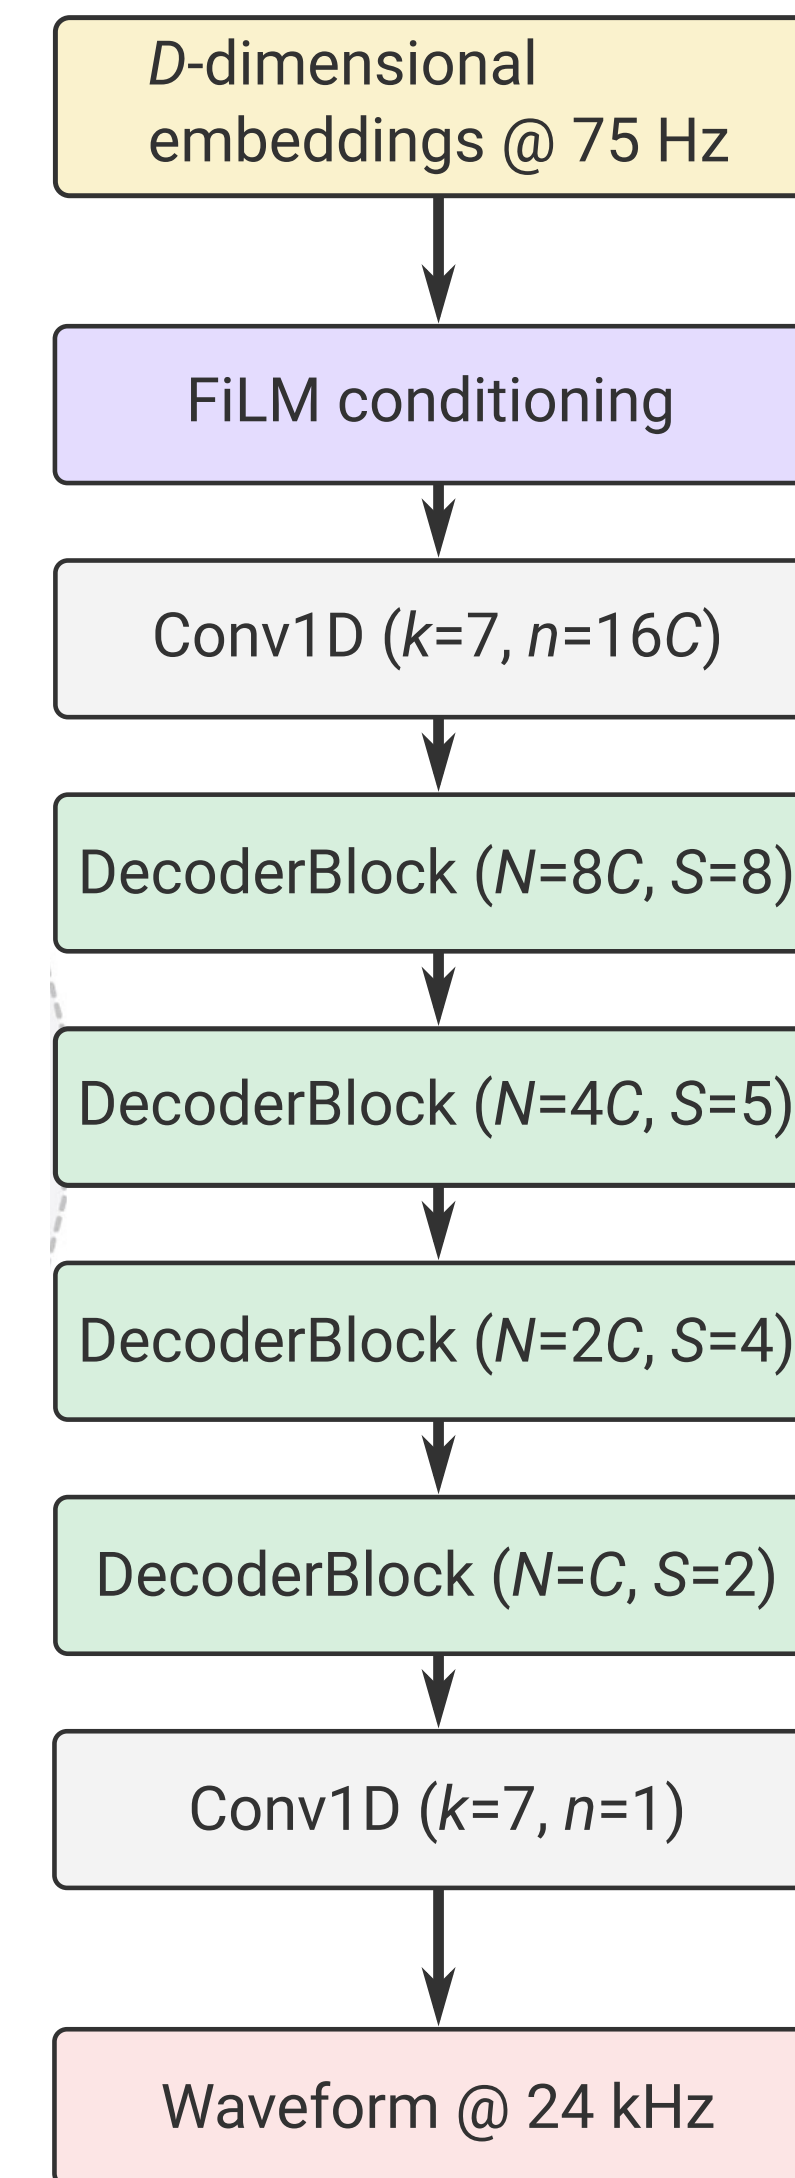 D-dimensional
embeddings @ 75 Hz
FiLM conditioning
Conv1D (k=7, n=16C)
DecoderBlock (N=8C, S=8)
DecoderBlock (N=4C, S=5)
DecoderBlock (N=2C, S=4)
DecoderBlock (N=C, S=2)
Conv1D (k=7, n=1)
Waveform @ 24 kHz